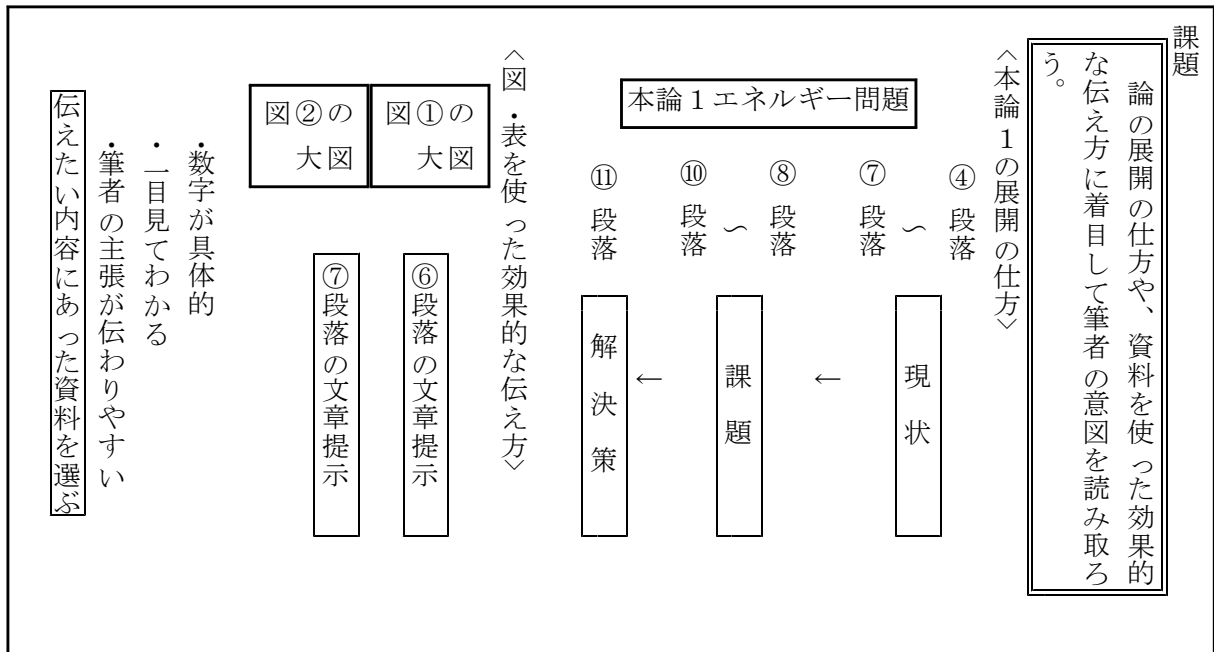 課題
論の展開の仕方や、資料を使った効果的
な伝え方に着目して筆者の意図を読み取ろ
う。
〈本論1の展開の仕方〉
本論1エネルギー問題
④段落
〜
⑦段落
現状
←
⑧段落
〜
⑩段落
課題
←
⑪段落
解決策
〈図・表を使った効果的な伝え方〉
図①の
大図
⑥段落の文章提示
図②の
大図
⑦段落の文章提示
・数字が具体的
・一目見てわかる
・筆者の主張が伝わりやすい
伝えたい内容にあった資料を選ぶ